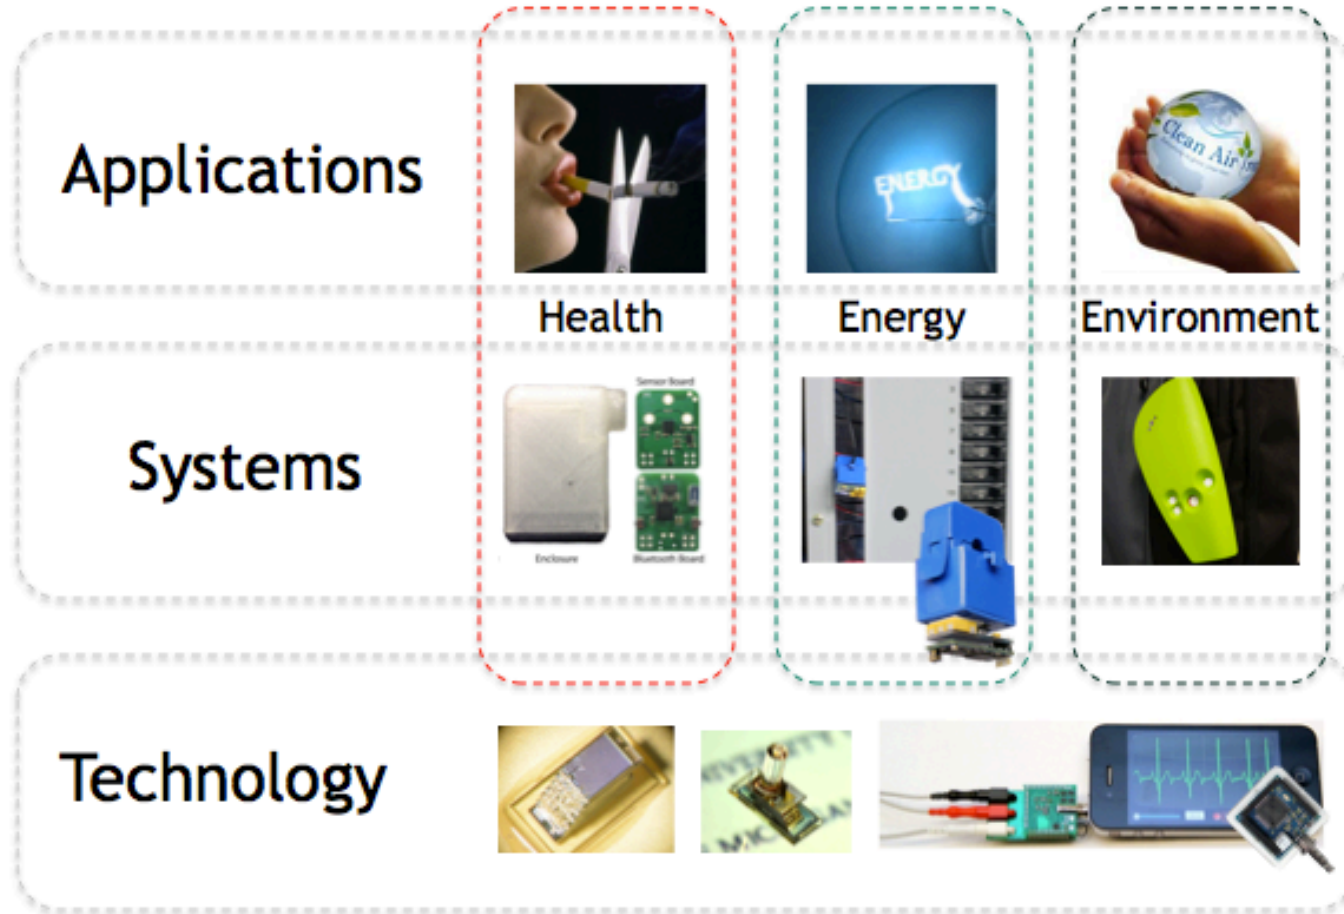 Applications
ENERGY
Clean Air
Health
Energy
Environment
Systems
Sensor Board
Enclosure
Bluetooth Board
Technology